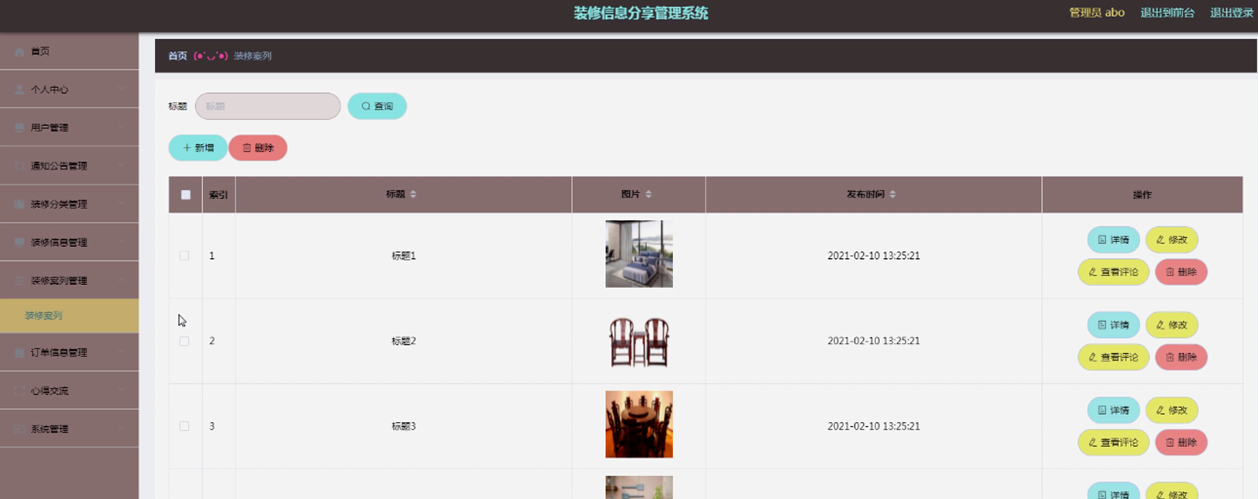 装修信息分享管理系统
管理员 abo 退出到前台 退出登录
首页
个人中心
用户管理
通知公告管理
装修分类管理
装修信息管理
装修案列管理
装修案列
订单信息管理
心得交流
系统管理
首页 (●'◡'●) 装修案列
标题 标题 查询
新增 删除
索引 标题 图片 发布时间 操作
1 标题1 2021-02-10 13:25:21 详情 修改
查看评论 删除
2 标题2 2021-02-10 13:25:21 详情 修改
查看评论 删除
3 标题3 2021-02-10 13:25:21 详情 修改
查看评论 删除
详情 修改